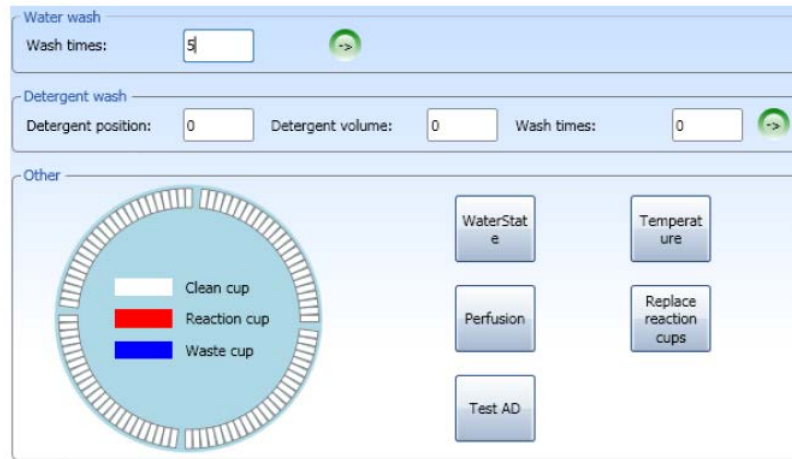 Water wash
Wash times: 5 ->
Detergent wash
Detergent position: 0 Detergent volume: 0 Wash times: 0 ->
Other
WaterStat
e
Temperat
ure
Clean cup
Reaction cup
Waste cup
Perfusion
Replace
reaction
cups
Test AD